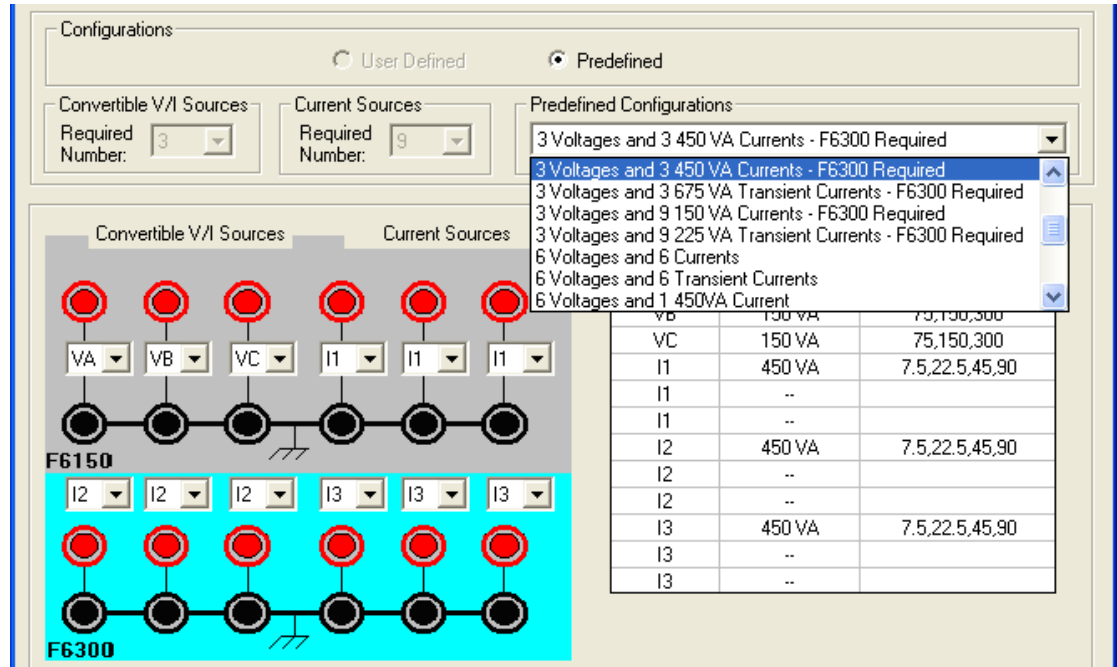 Configurations
User Defined
Predefined
Convertible V/I Sources
Required Number: 3
Current Sources
Required Number: 9
Predefined Configurations
3 Voltages and 3 450 VA Currents - F6300 Required
3 Voltages and 3 450 VA Currents - F6300 Required
3 Voltages and 3 675 VA Transient Currents - F6300 Required
3 Voltages and 9 150 VA Currents - F6300 Required
3 Voltages and 9 225 VA Transient Currents - F6300 Required
6 Voltages and 6 Currents
6 Voltages and 6 Transient Currents
6 Voltages and 1 450VA Current
Convertible V/I Sources Current Sources
VA VB VC I1 I1 I1
F6150
I2 I2 I2 I3 I3 I3
F6300
VB 150 VA 75,150,300
VC 150 VA 75,150,300
I1 450 VA 7.5,22.5,45,90
I1 --
I1 --
I2 450 VA 7.5,22.5,45,90
I2 --
I2 --
I3 450 VA 7.5,22.5,45,90
I3 --
I3 --